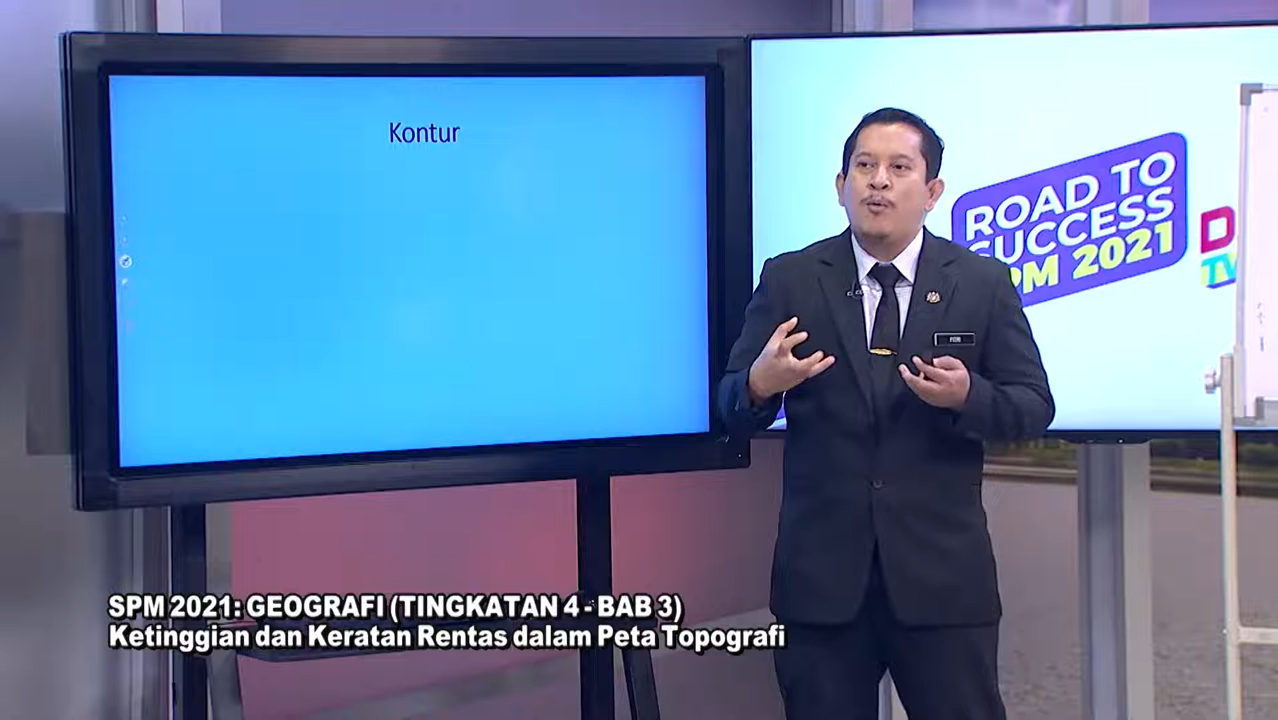 Kontur
ROAD TO
SUCCESS
SPM 2021
D
TV
SPM 2021: GEOGRAFI (TINGKATAN 4 - BAB 3)
Ketinggian dan Keratan Rentas dalam Peta Topografi